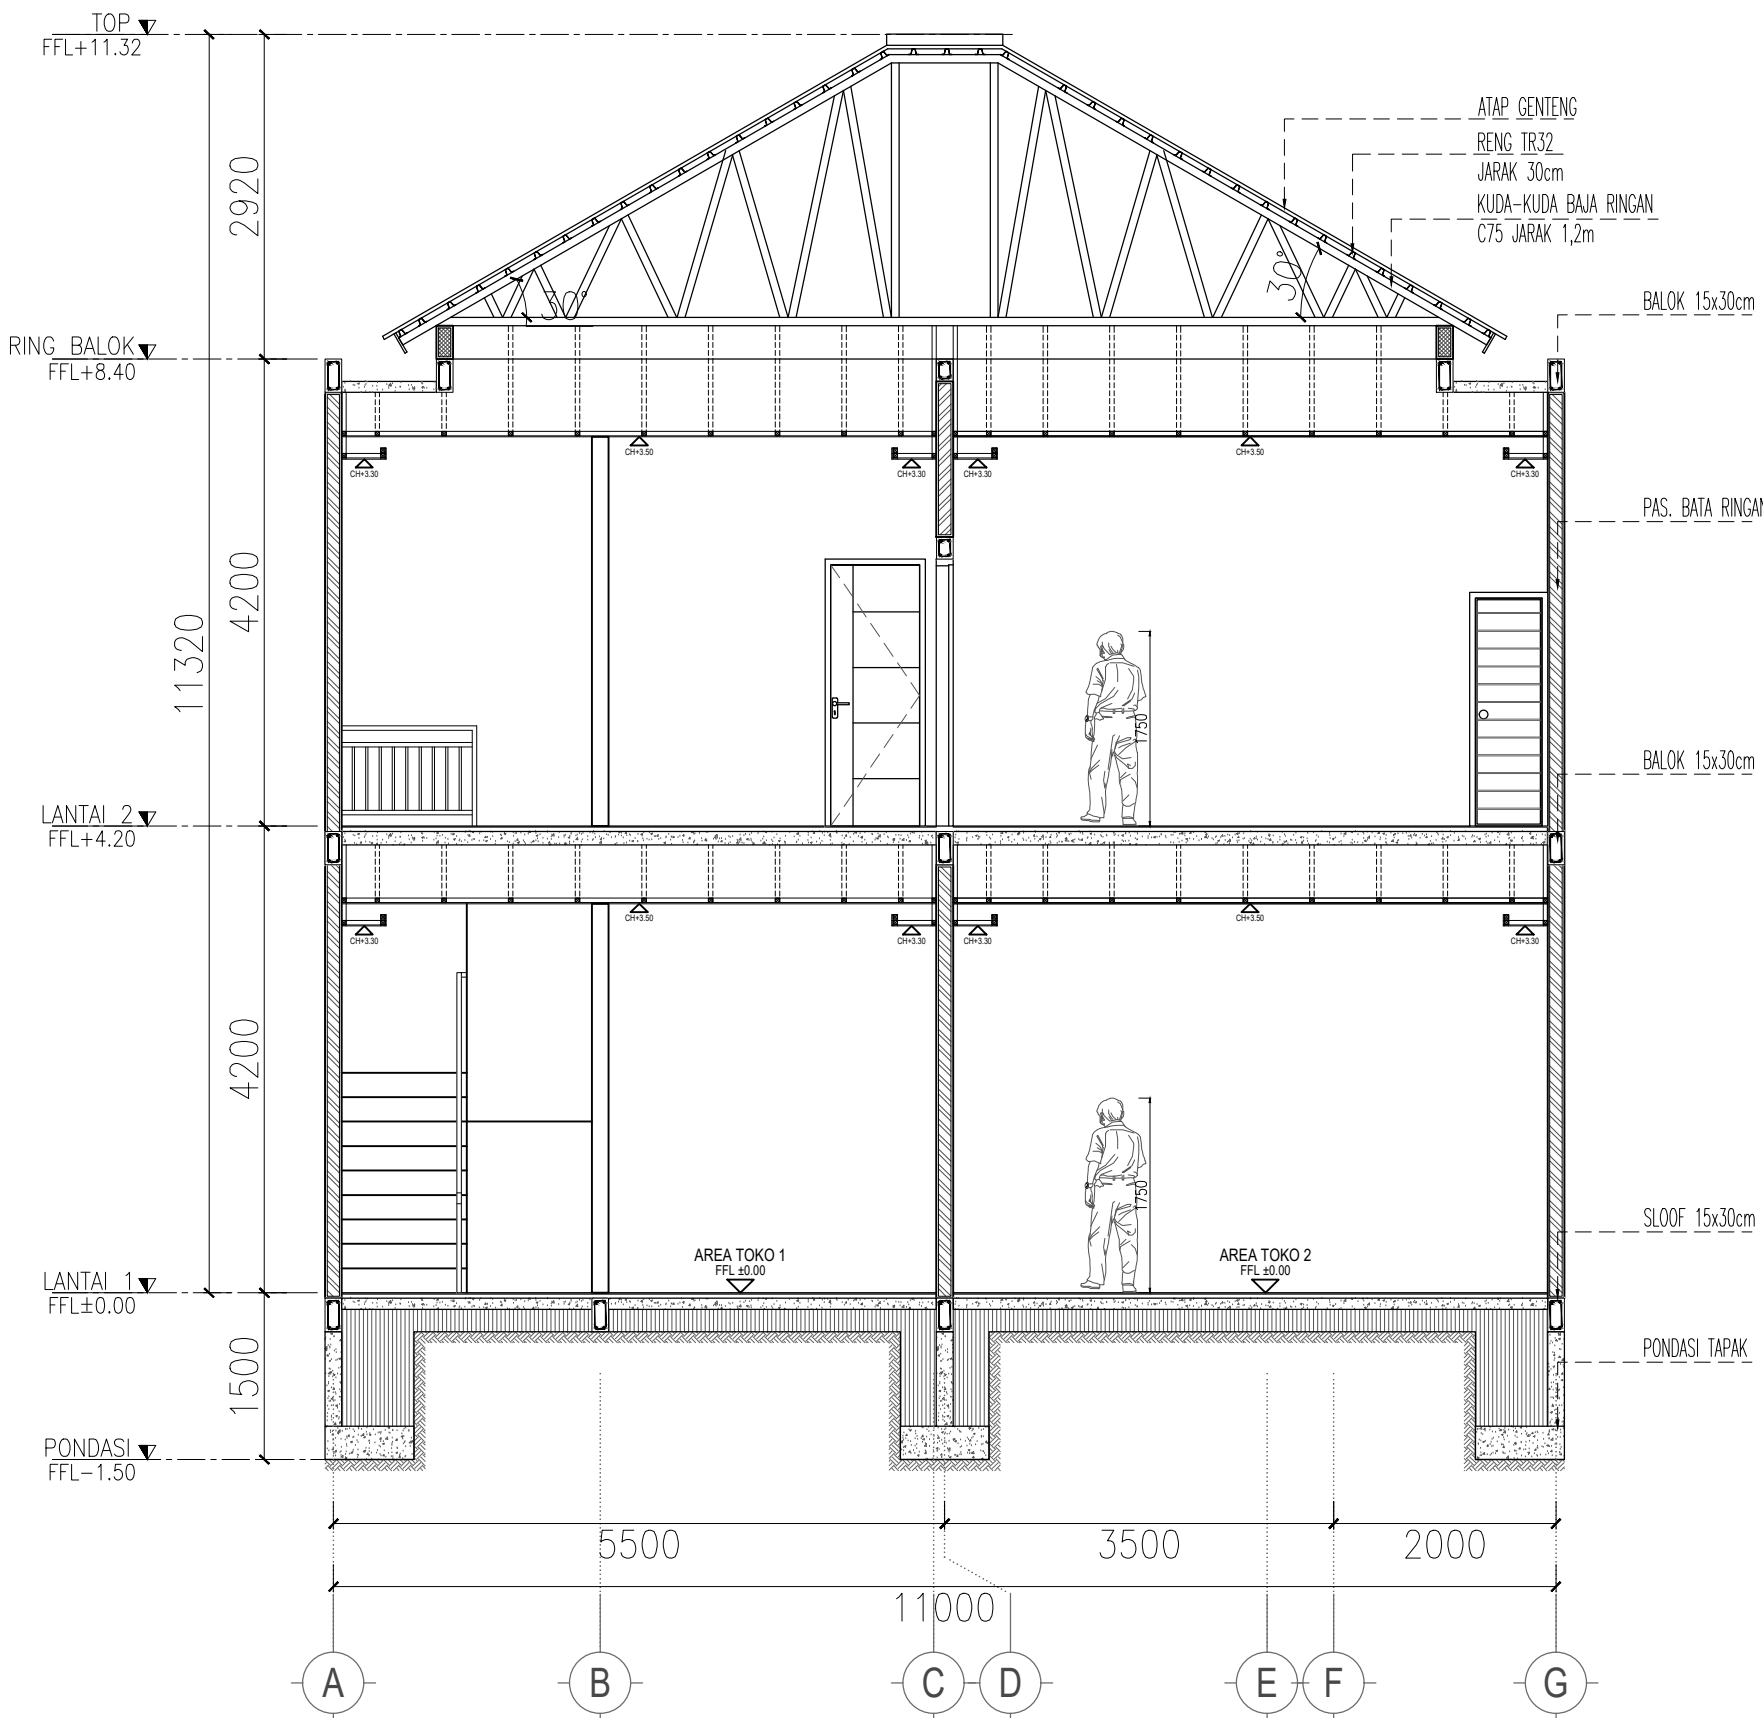 TOP
FFL+11.32
ATAP GENTENG
RENG TR32
JARAK 30cm
KUDA-KUDA BAJA RINGAN
C75 JARAK 1,2m
2920
30°
30°
BALOK 15x30cm
RING BALOK
FFL+8.40
CH+3.50
CH+3.50
CH+3.30
CH+3.30
CH+3.30
CH+3.30
PAS. BATA RINGAN
4200
11320
1750
BALOK 15x30cm
LANTAI 2
FFL+4.20
CH+3.50
CH+3.50
CH+3.30
CH+3.30
CH+3.30
CH+3.30
4200
1750
SLOOF 15x30cm
AREA TOKO 1
FFL ±0.00
AREA TOKO 2
FFL ±0.00
LANTAI 1
FFL±0.00
1500
PONDASI TAPAK
PONDASI
FFL-1.50
5500 3500 2000
11000
A B C D E F G